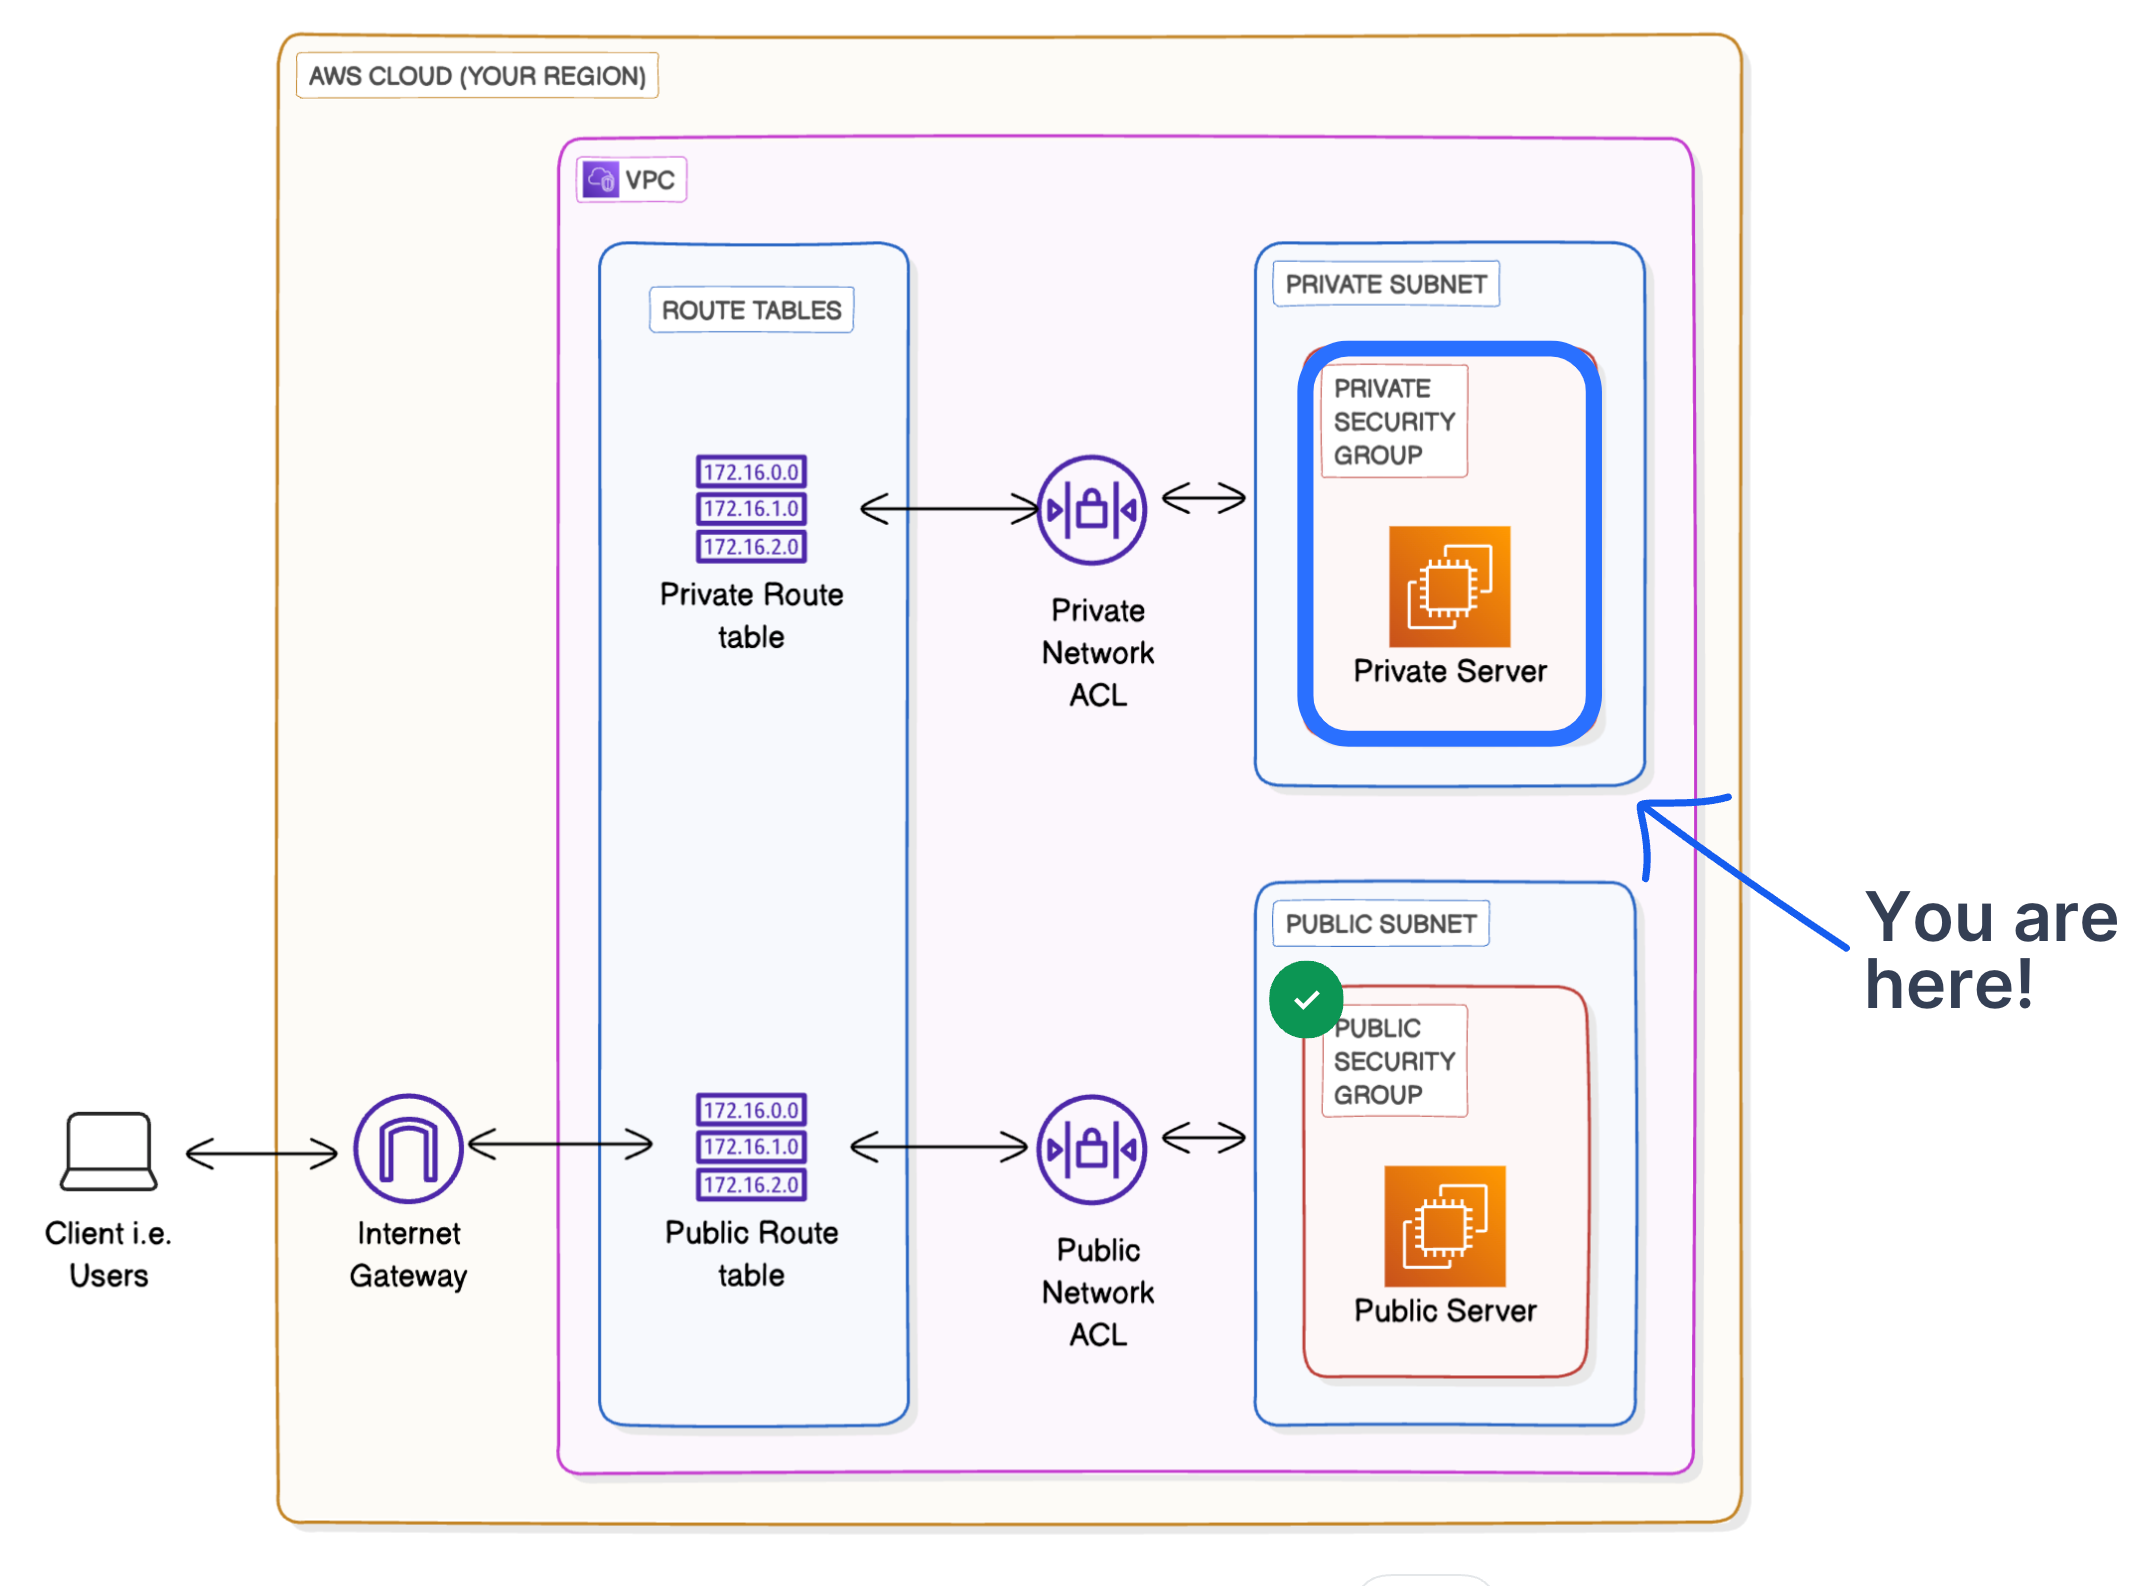 AWS CLOUD (YOUR REGION)
VPC
ROUTE TABLES
172.16.0.0
172.16.1.0
172.16.2.0
Private Route
table
Private
Network
ACL
PRIVATE SUBNET
PRIVATE
SECURITY
GROUP
Private Server
You are
here!
PUBLIC SUBNET
PUBLIC
SECURITY
GROUP
Public Server
Client i.e.
Users
Internet
Gateway
172.16.0.0
172.16.1.0
172.16.2.0
Public Route
table
Public
Network
ACL